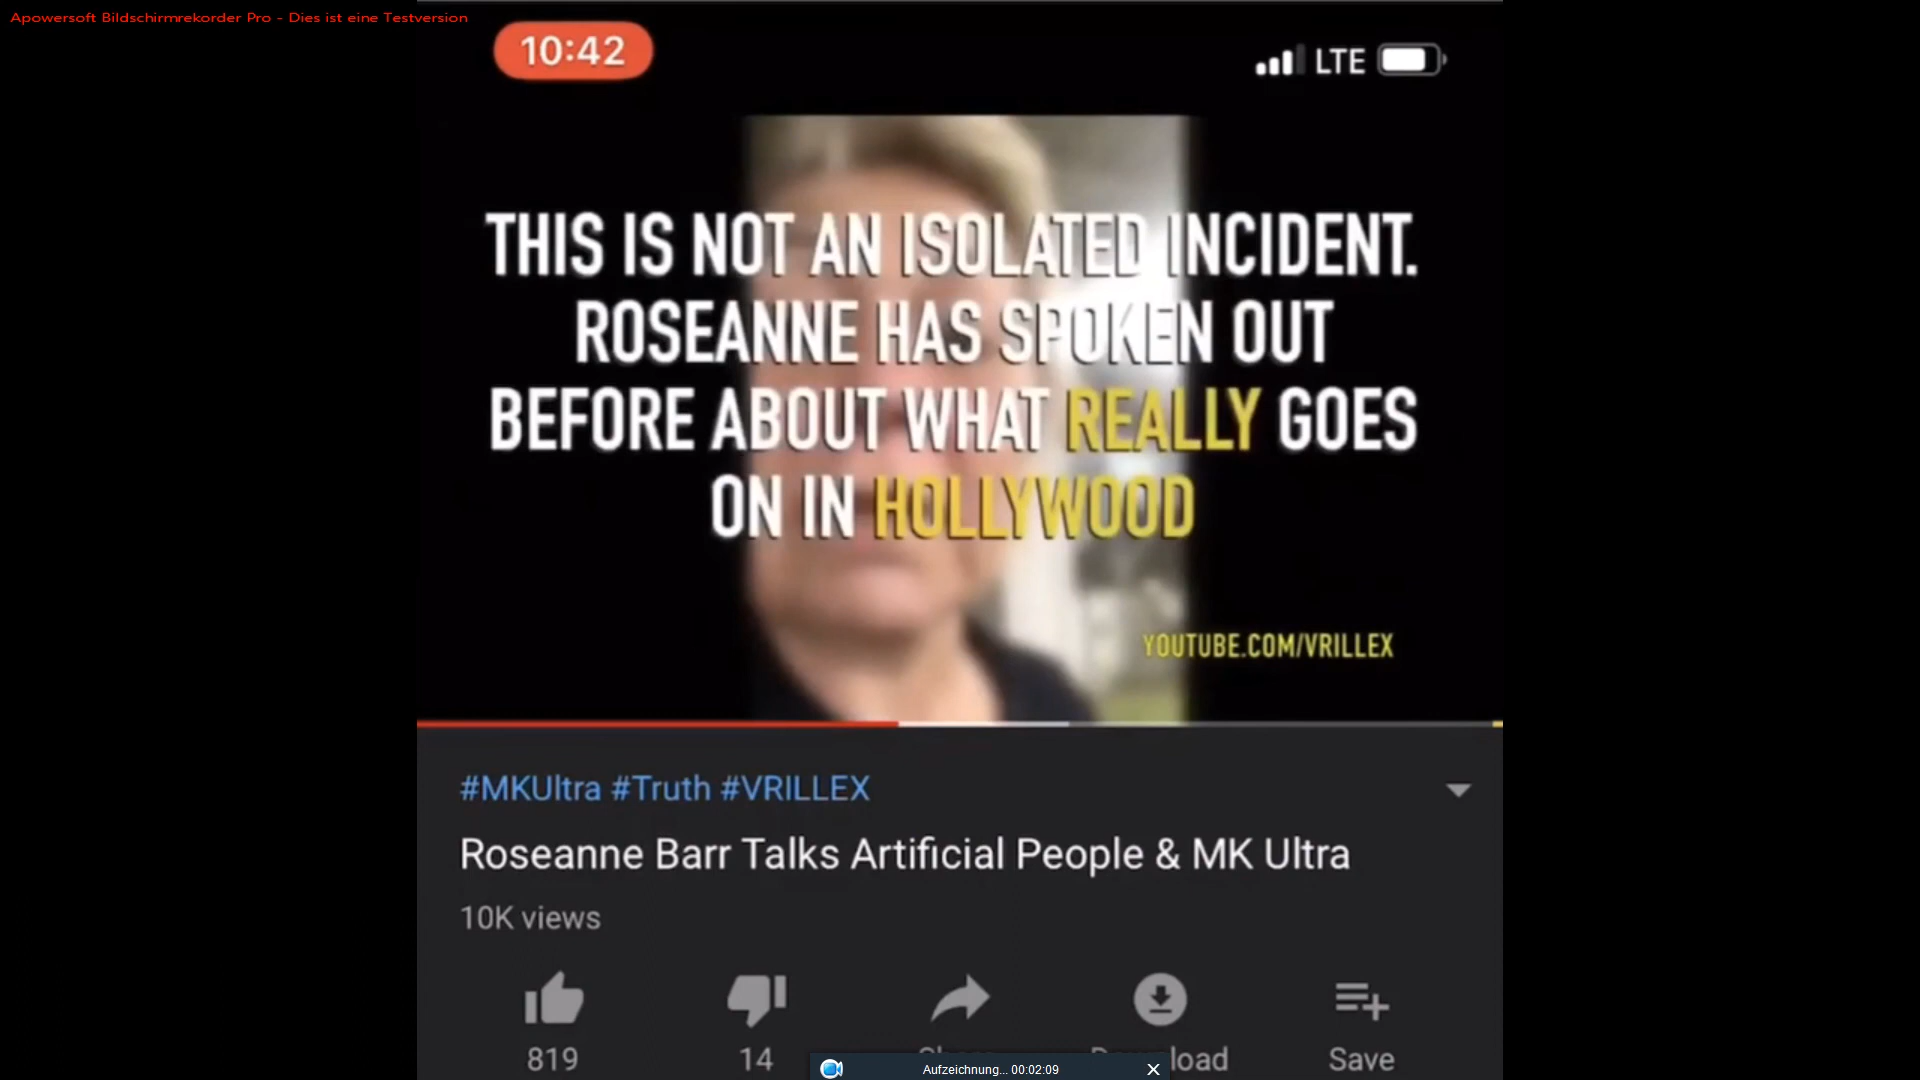 Apowersoft Bildschirmrekorder Pro - Dies ist eine Testversion
10:42
LTE
THIS IS NOT AN ISOLATED INCIDENT.
ROSEANNE HAS SPOKEN OUT
BEFORE ABOUT WHAT REALLY GOES
ON IN HOLLYWOOD
YOUTUBE.COM/VRILLEX
#MKUltra #Truth #VRILLEX
Roseanne Barr Talks Artificial People & MK Ultra
10K views
819 14 Share Download Save
Aufzeichnung... 00:02:09